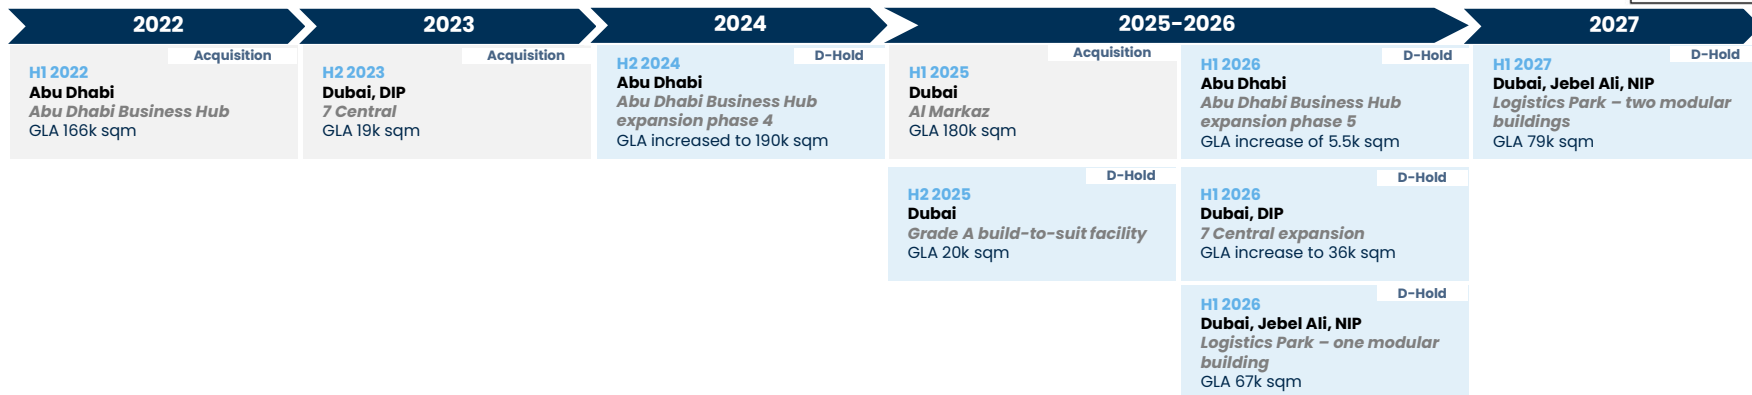 2022
2023
2024
2025-2026
2027
Acquisition
H1 2022
Abu Dhabi
Abu Dhabi Business Hub
GLA 166k sqm
Acquisition
H2 2023
Dubai, DIP
7 Central
GLA 19k sqm
D-Hold
H2 2024
Abu Dhabi
Abu Dhabi Business Hub
expansion phase 4
GLA increased to 190k sqm
Acquisition
H1 2025
Dubai
Al Markaz
GLA 180k sqm
D-Hold
H1 2026
Abu Dhabi
Abu Dhabi Business Hub
expansion phase 5
GLA increase of 5.5k sqm
D-Hold
H1 2027
Dubai, Jebel Ali, NIP
Logistics Park – two modular
buildings
GLA 79k sqm
D-Hold
H2 2025
Dubai
Grade A build-to-suit facility
GLA 20k sqm
D-Hold
H1 2026
Dubai, DIP
7 Central expansion
GLA increase to 36k sqm
D-Hold
H1 2026
Dubai, Jebel Ali, NIP
Logistics Park – one modular
building
GLA 67k sqm